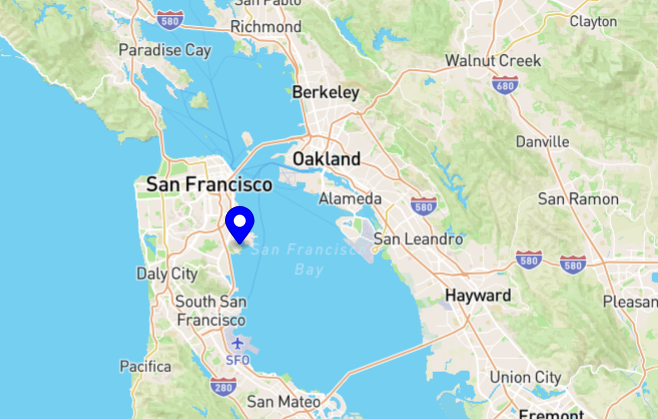 San Pablo
580
Richmond
Clayton
Paradise Cay
Walnut Creek
680
Berkeley
Danville
Oakland
San Francisco
Alameda
580
San Ramon
San Leandro
San Francisco
Bay
580
580
Daly City
Hayward
South San
Francisco
Pleasan
SFO
Pacifica
280
Union City
San Mateo
Fremont